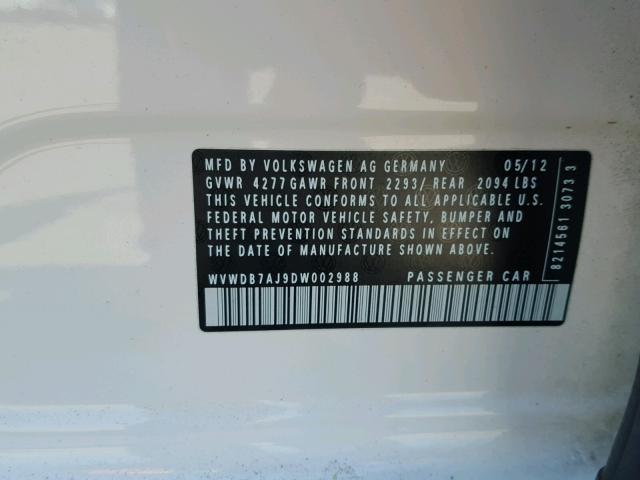 MFD BY VOLKSWAGEN AG GERMANY 05/12
GVWR 4277 GAWR FRONT 2293/ REAR 2094 LBS
THIS VEHICLE CONFORMS TO ALL APPLICABLE U.S.
FEDERAL MOTOR VEHICLE SAFETY, BUMPER AND
THEFT PREVENTION STANDARDS IN EFFECT ON
THE DATE OF MANUFACTURE SHOWN ABOVE.
WVWDB7AJ9DW002988 PASSENGER CAR
8214561 3073 3